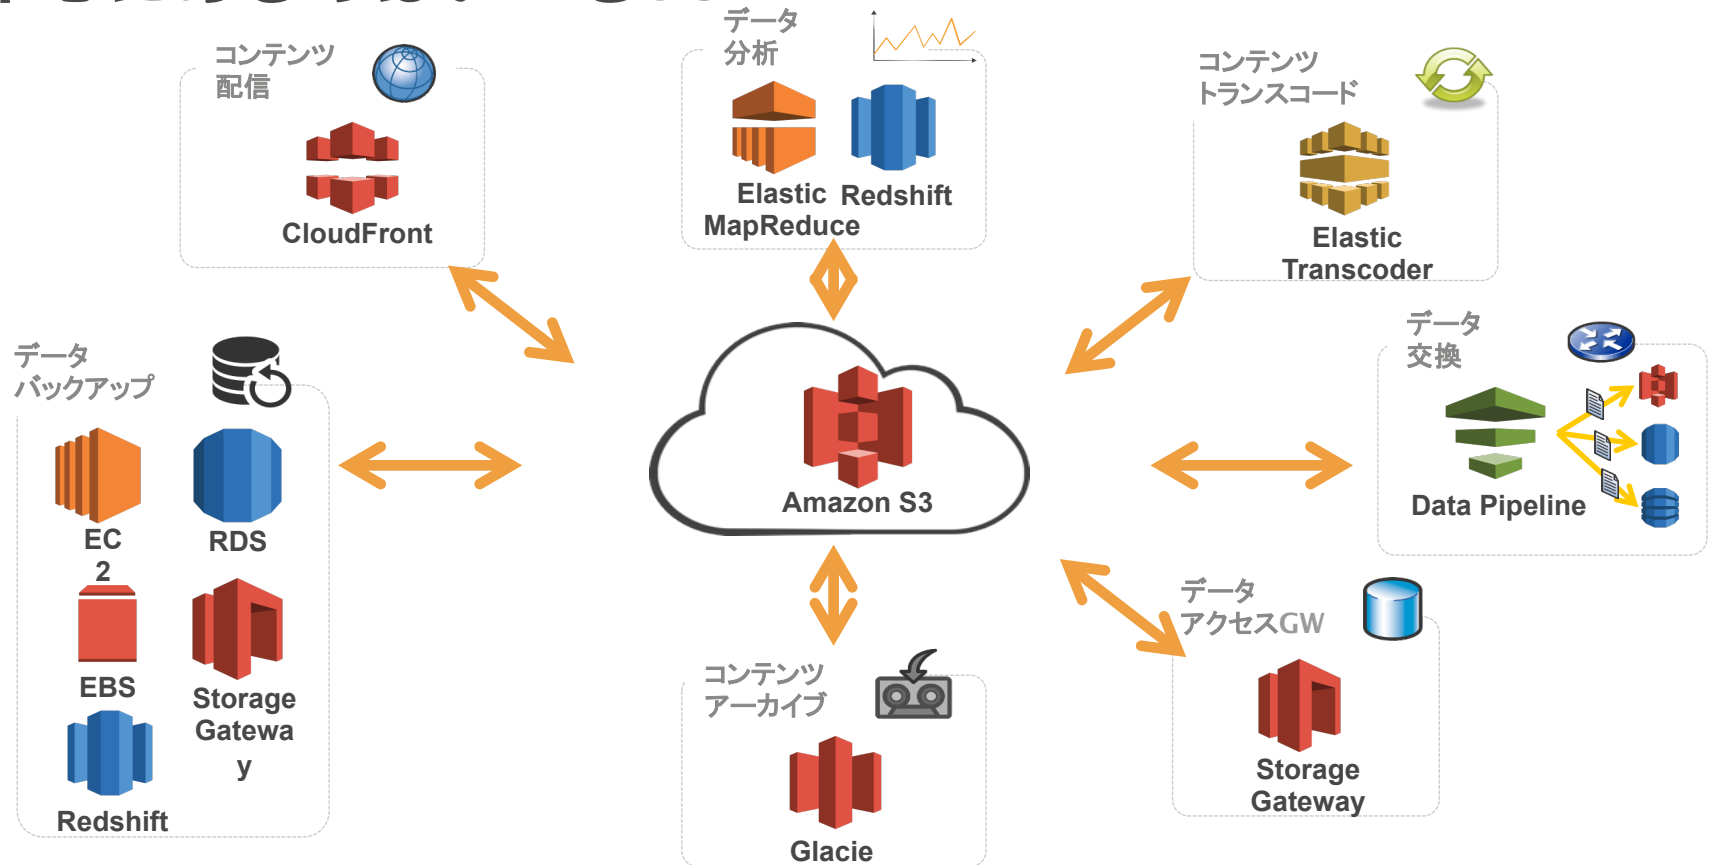 コンテンツ
配信
CloudFront
データ
分析
Elastic
MapReduce
Redshift
コンテンツ
トランスコード
Elastic
Transcoder
データ
バックアップ
EC
2
RDS
EBS
Storage
Gatewa
y
Redshift
Amazon S3
データ
交換
Data Pipeline
コンテンツ
アーカイブ
Glacie
データ
アクセスGW
Storage
Gateway